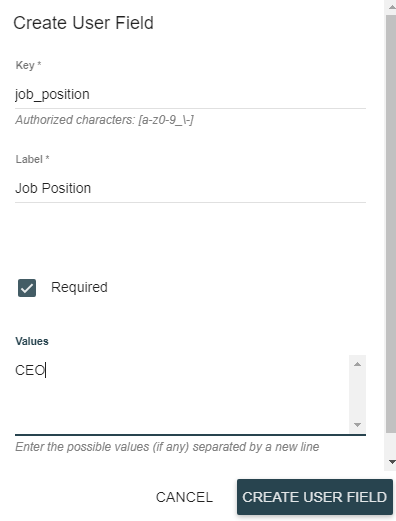 Create User Field
Key *
job_position
Authorized characters: [a-z0-9_\-]
Label *
Job Position
Required
Values
CEO
Enter the possible values (if any) separated by a new line
CANCEL
CREATE USER FIELD